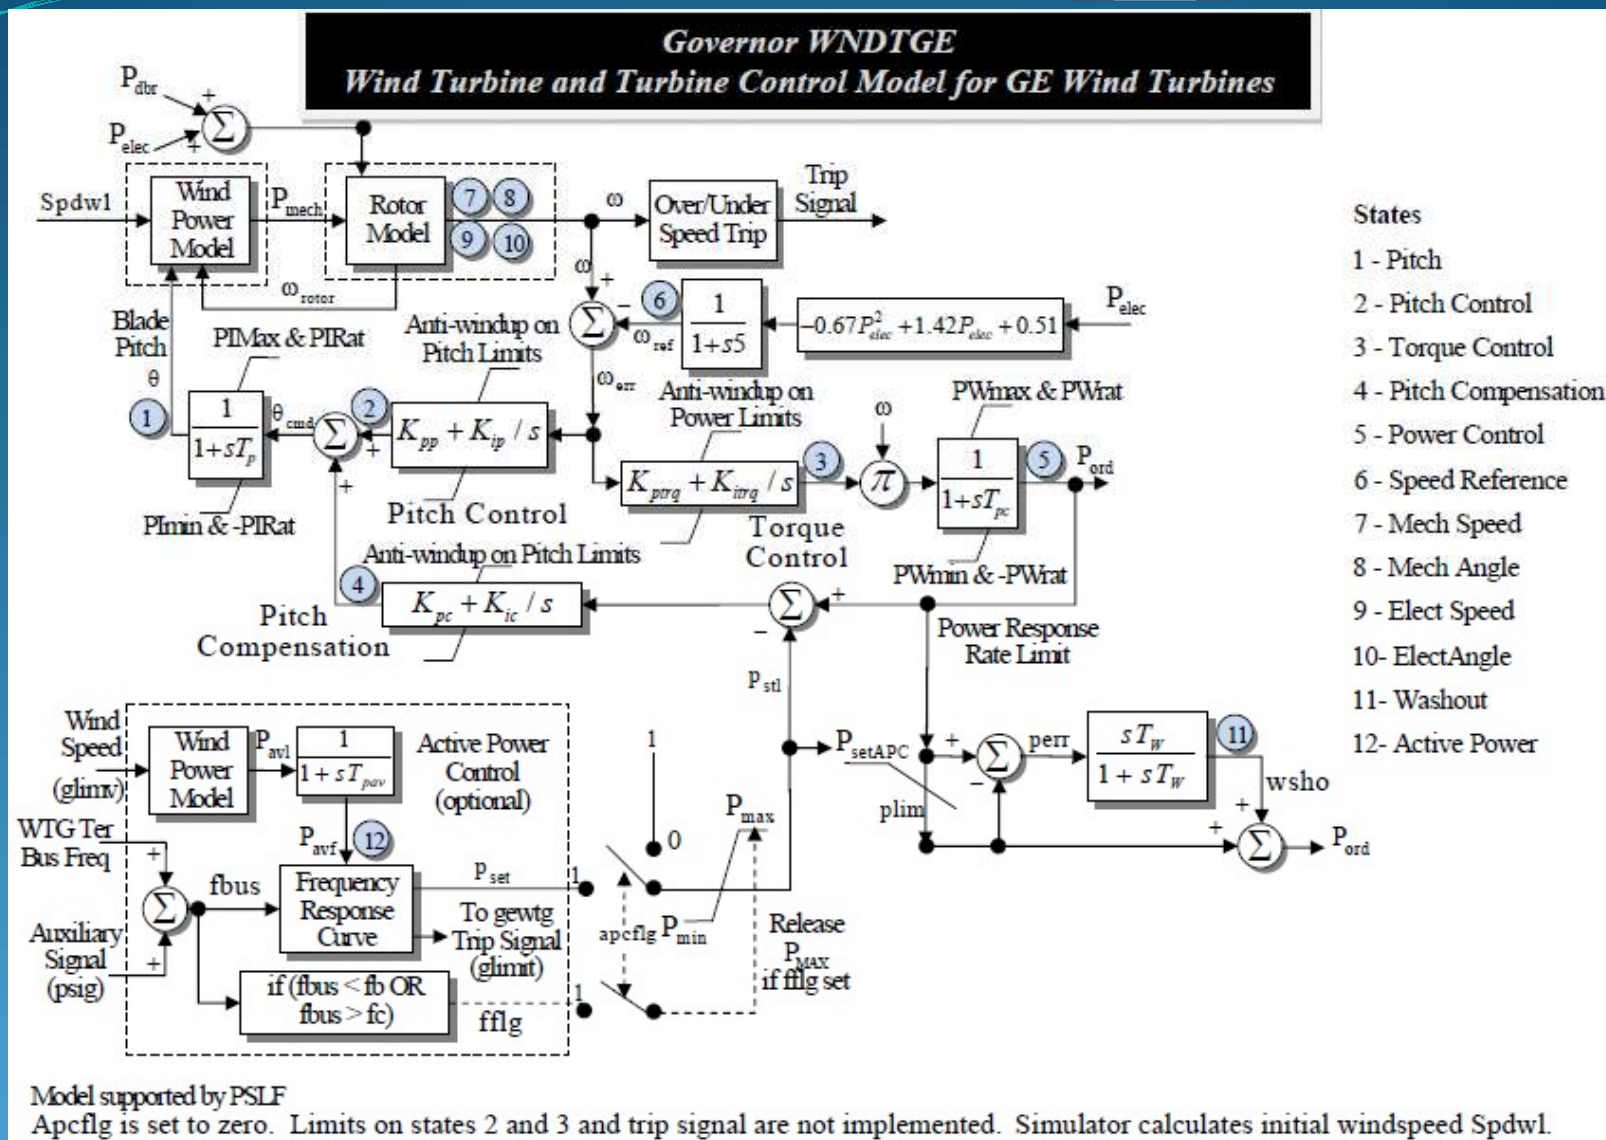 Governor WNDTGE
Wind Turbine and Turbine Control Model for GE Wind Turbines
P_dbr
+
P_elec
+
Σ
Spdwl
Wind
Power
Model
P_mech
Rotor
Model
7
8
9
10
ω
Over/Under
Speed Trip
Trip
Signal
ω_rotor
ω
+
−
Σ
ω_ref
6
1
1+s5
−0.67P²_elec +1.42P_elec +0.51
P_elec
Blade
Pitch
θ
PIMax & PIRat
Anti-windup on
Pitch Limits
ω_err
Anti-windup on
Power Limits
PWmax & PWrat
1
1
1+sT_p
θ_cmd
Σ
+
+
2
K_pp + K_ip / s
K_ptrq + K_itrq / s
3
ω
π
1
1+sT_pc
5
P_ord
PImin & -PIRat
Pitch Control
Torque
Control
PWmin & -PWrat
Anti-windup on Pitch Limits
4
K_pc + K_ic / s
Pitch
Compensation
Σ
+
−
p_stl
Power Response
Rate Limit
Wind
Speed
(glimv)
Wind
Power
Model
P_avl
1
1 + sT_pav
Active Power
Control
(optional)
P_avf
12
WTG Ter
Bus Freq
+
Σ
+
Auxiliary
Signal
(psig)
fbus
Frequency
Response
Curve
p_set
To gewtg
Trip Signal
(glimit)
if (fbus < fb OR
fbus > fc)
fflg
1
0
1
apcflg
1
P_min
P_max
Release
P_MAX
if fflg set
P_setAPC
plim
+
−
Σ
perr
sT_W
1 + sT_W
11
wsho
+
+
Σ
P_ord
States
1 - Pitch
2 - Pitch Control
3 - Torque Control
4 - Pitch Compensation
5 - Power Control
6 - Speed Reference
7 - Mech Speed
8 - Mech Angle
9 - Elect Speed
10- ElectAngle
11- Washout
12- Active Power
Model supported by PSLF
Apcflg is set to zero. Limits on states 2 and 3 and trip signal are not implemented. Simulator calculates initial windspeed Spdwl.